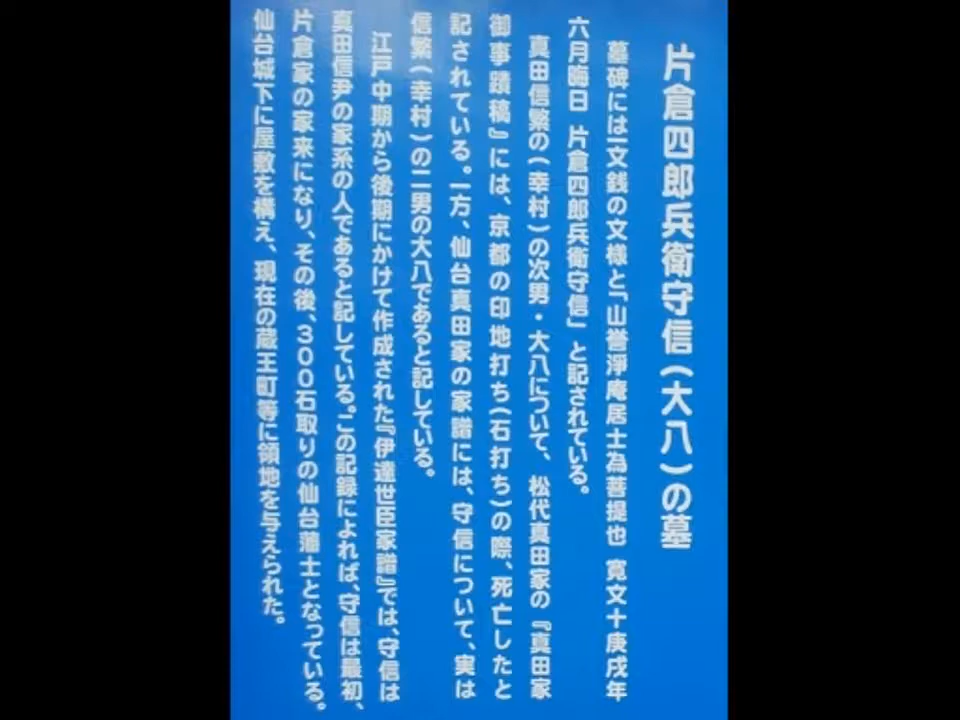 片倉四郎兵衛守信(大八)の墓
墓碑には一文銭の文様と「山誉淨庵居士為菩提也 寛文十庚戌年
六月晦日 片倉四郎兵衛守信」と記されている。
真田信繁の(幸村)の次男・大八について、松代真田家の『真田家
御事蹟稿』には、京都の印地打ち(石打ち)の際、死亡したと
記されている。一方、仙台真田家の家譜には、守信について、実は
信繁(幸村)の二男の大八であると記している。
江戸中期から後期にかけて作成された『伊達世臣家譜』では、守信は
真田信尹の家系の人であると記している。この記録によれば、守信は最初、
片倉家の家来になり、その後、300石取りの仙台藩士となっている。
仙台城下に屋敷を構え、現在の蔵王町等に領地を与えられた。